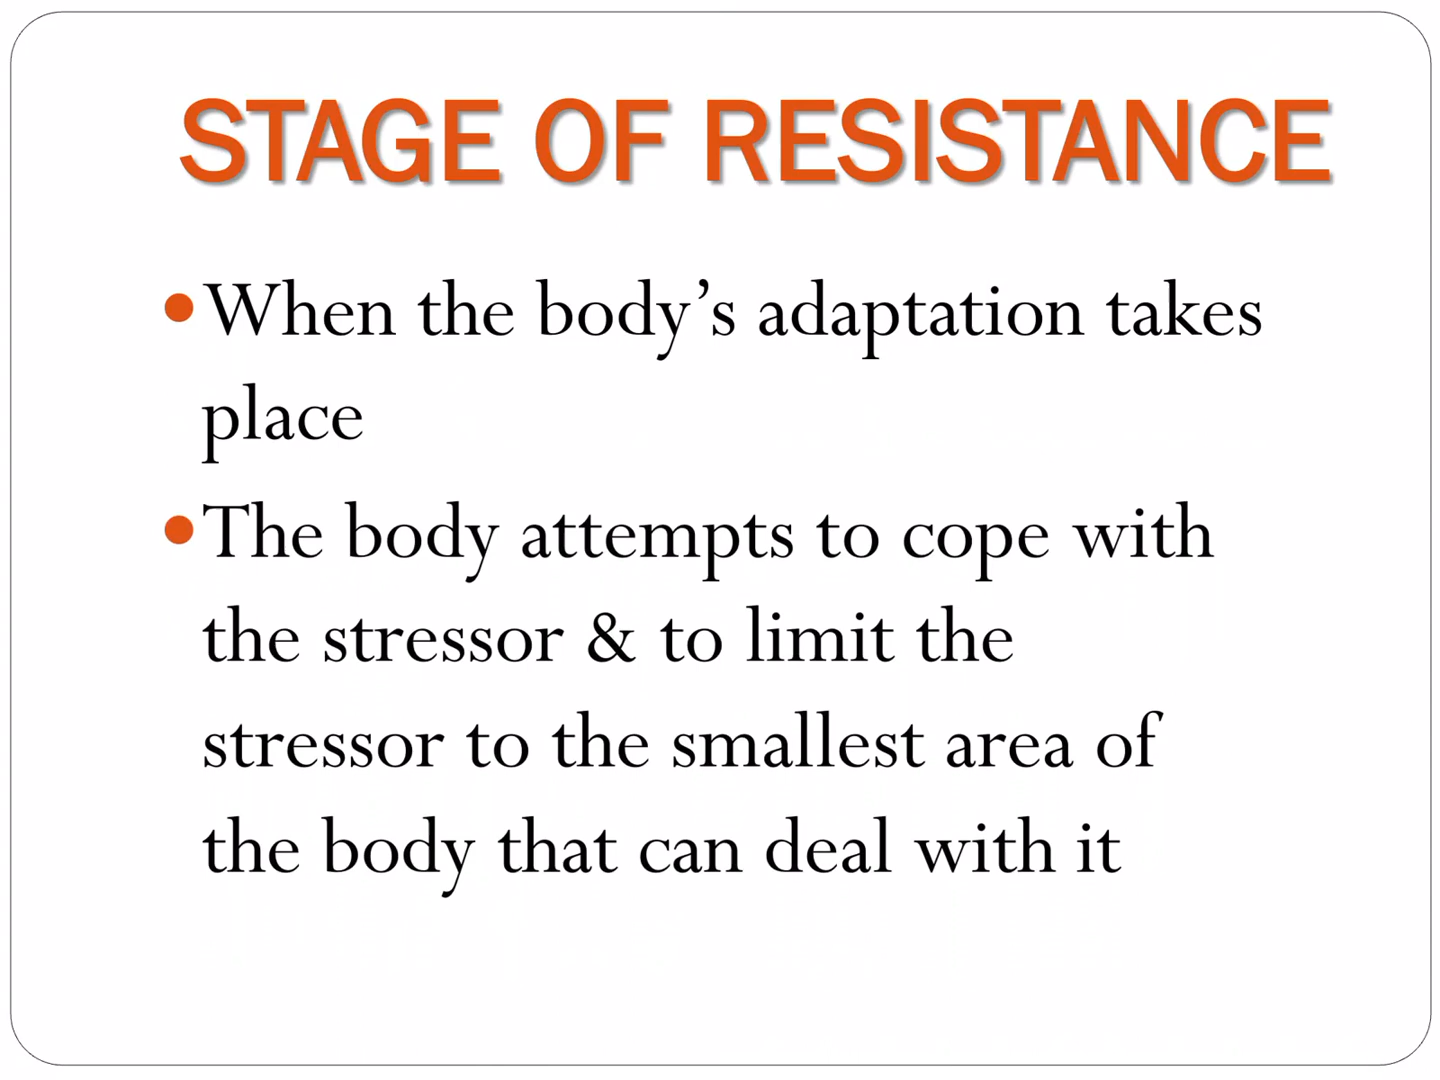 STAGE OF RESISTANCE
•When the body’s adaptation takes
place
•The body attempts to cope with
the stressor & to limit the
stressor to the smallest area of
the body that can deal with it